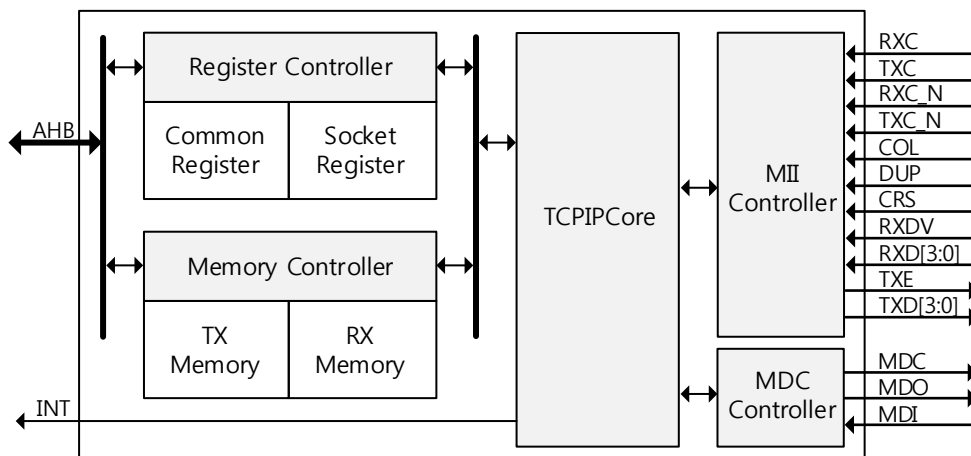 AHB
INT
Register Controller
Common
Register
Socket
Register
Memory Controller
TX
Memory
RX
Memory
TCPIPCore
MII
Controller
MDC
Controller
RXC
TXC
RXC_N
TXC_N
COL
DUP
CRS
RXDV
RXD[3:0]
TXE
TXD[3:0]
MDC
MDO
MDI